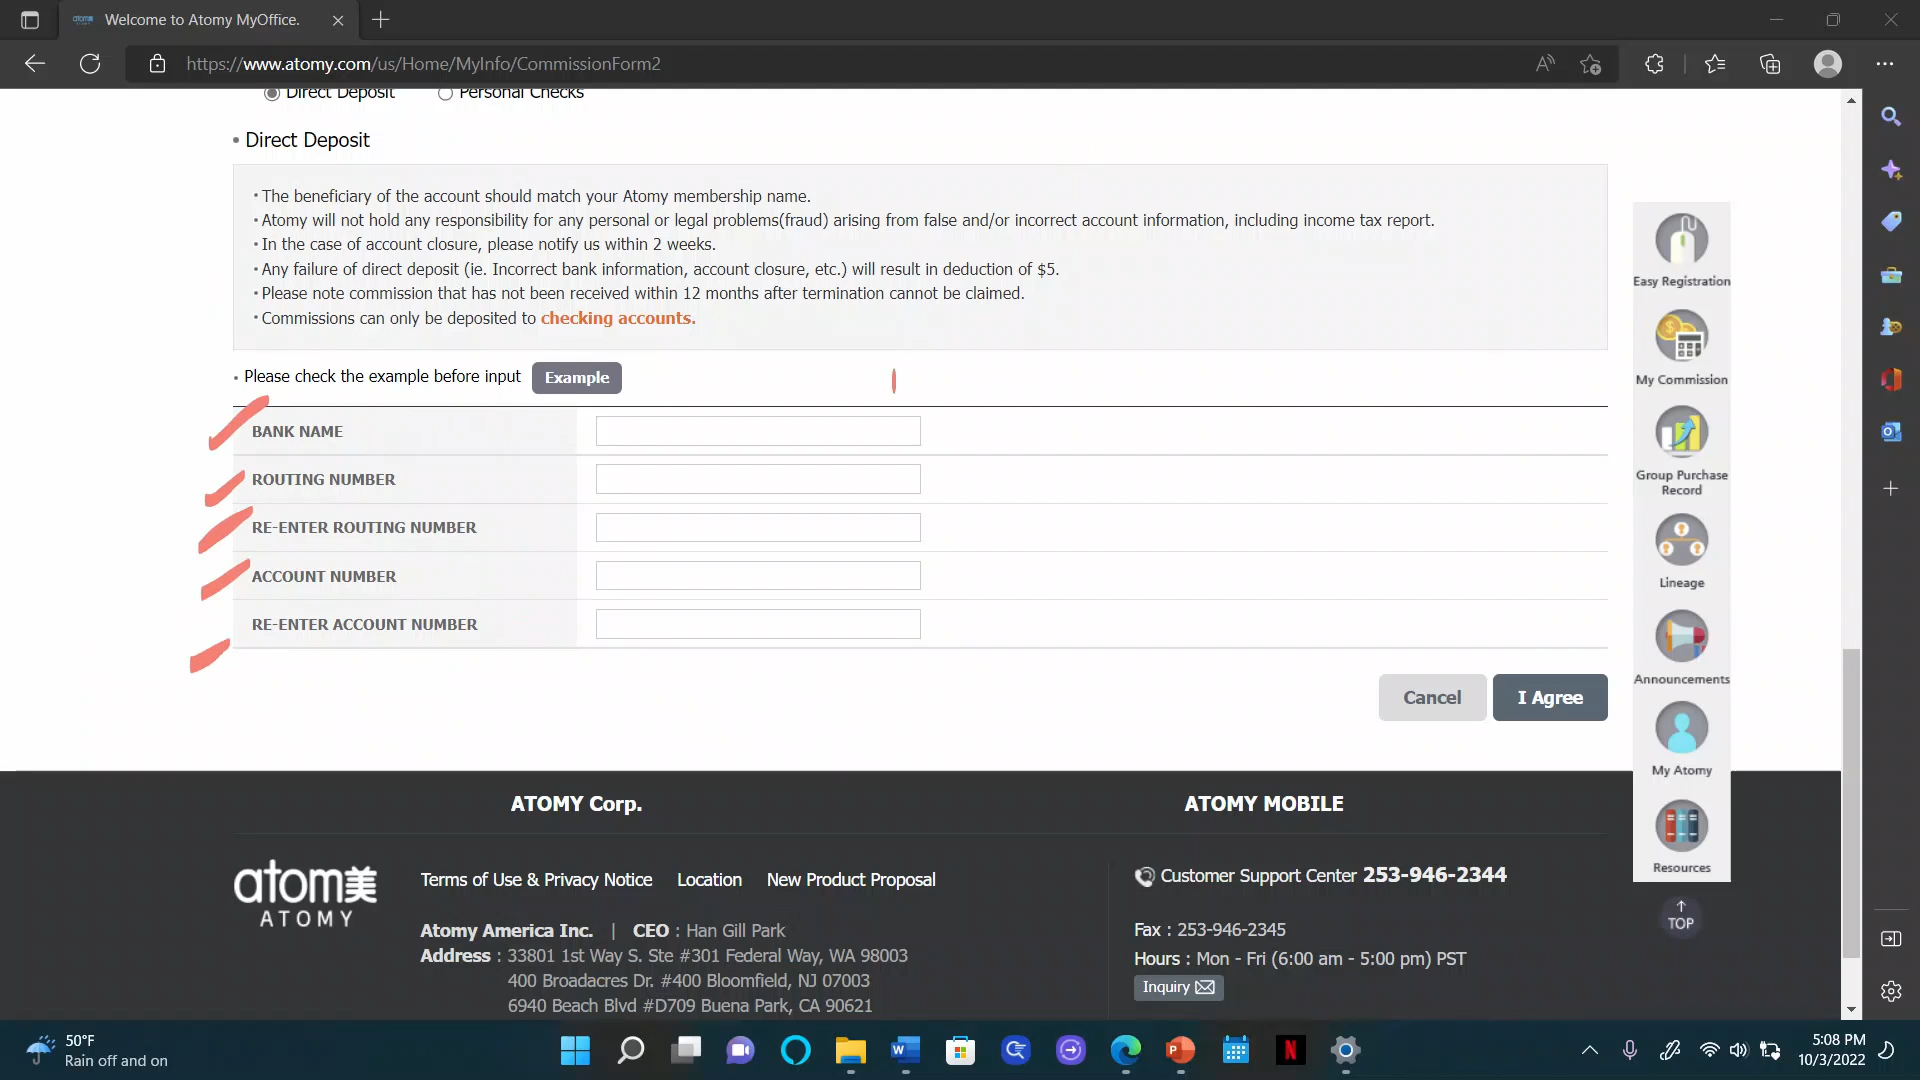 Welcome to Atomy MyOffice.
https://www.atomy.com/us/Home/MyInfo/CommissionForm2
Direct Deposit
Personal Checks
• Direct Deposit
• The beneficiary of the account should match your Atomy membership name.
• Atomy will not hold any responsibility for any personal or legal problems(fraud) arising from false and/or incorrect account information, including income tax report.
• In the case of account closure, please notify us within 2 weeks.
• Any failure of direct deposit (ie. Incorrect bank information, account closure, etc.) will result in deduction of $5.
• Please note commission that has not been received within 12 months after termination cannot be claimed.
• Commissions can only be deposited to checking accounts.
• Please check the example before input
Example
BANK NAME
ROUTING NUMBER
RE-ENTER ROUTING NUMBER
ACCOUNT NUMBER
RE-ENTER ACCOUNT NUMBER
Cancel
I Agree
Easy Registration
My Commission
Group Purchase
Record
Lineage
Announcements
My Atomy
Resources
TOP
ATOMY Corp.
ATOMY MOBILE
atom美
ATOMY
Terms of Use & Privacy Notice
Location
New Product Proposal
Atomy America Inc. | CEO : Han Gill Park
Address : 33801 1st Way S. Ste #301 Federal Way, WA 98003
400 Broadacres Dr. #400 Bloomfield, NJ 07003
6940 Beach Blvd #D709 Buena Park, CA 90621
Customer Support Center 253-946-2344
Fax : 253-946-2345
Hours : Mon - Fri (6:00 am - 5:00 pm) PST
Inquiry
50°F
Rain off and on
5:08 PM
10/3/2022